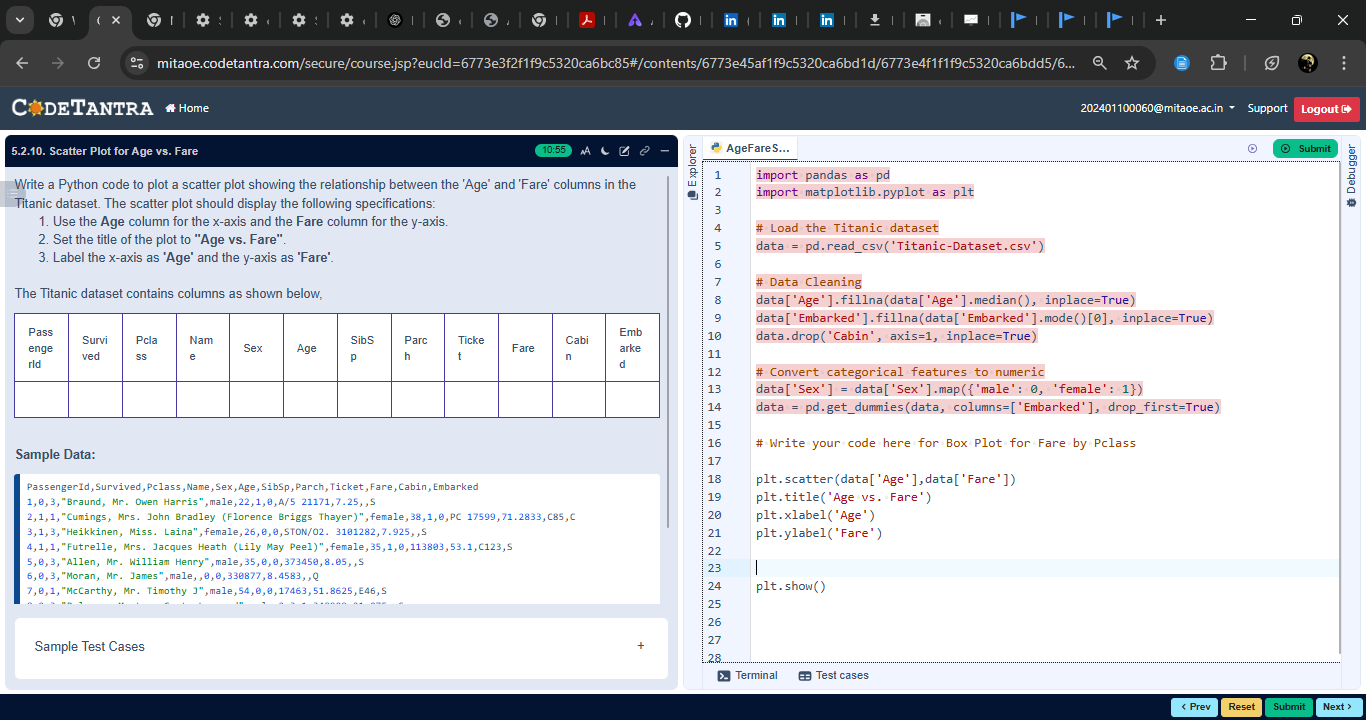 mitaoe.codetantra.com/secure/course.jsp?eucId=6773e3f2f1f9c5320ca6bc85#/contents/6773e45af1f9c5320ca6bd1d/6773e4f1f1f9c5320ca6bdd5/6...
CODETANTRA
Home
202401100060@mitaoe.ac.in
Support
Logout
5.2.10. Scatter Plot for Age vs. Fare
10:55
Write a Python code to plot a scatter plot showing the relationship between the 'Age' and 'Fare' columns in the
Titanic dataset. The scatter plot should display the following specifications:
1. Use the Age column for the x-axis and the Fare column for the y-axis.
2. Set the title of the plot to "Age vs. Fare".
3. Label the x-axis as 'Age' and the y-axis as 'Fare'.
The Titanic dataset contains columns as shown below,
Pass enge rId Survi ved Pcla ss Nam e Sex Age SibS p Parc h Ticke t Fare Cabi n Emb arke d
Sample Data:
PassengerId,Survived,Pclass,Name,Sex,Age,SibSp,Parch,Ticket,Fare,Cabin,Embarked
1,0,3,"Braund, Mr. Owen Harris",male,22,1,0,A/5 21171,7.25,,S
2,1,1,"Cumings, Mrs. John Bradley (Florence Briggs Thayer)",female,38,1,0,PC 17599,71.2833,C85,C
3,1,3,"Heikkinen, Miss. Laina",female,26,0,0,STON/O2. 3101282,7.925,,S
4,1,1,"Futrelle, Mrs. Jacques Heath (Lily May Peel)",female,35,1,0,113803,53.1,C123,S
5,0,3,"Allen, Mr. William Henry",male,35,0,0,373450,8.05,,S
6,0,3,"Moran, Mr. James",male,,0,0,330877,8.4583,,Q
7,0,1,"McCarthy, Mr. Timothy J",male,54,0,0,17463,51.8625,E46,S
Sample Test Cases
+
Explorer
AgeFareS...
Submit
Debugger
1 import pandas as pd
2 import matplotlib.pyplot as plt
3
4 # Load the Titanic dataset
5 data = pd.read_csv('Titanic-Dataset.csv')
6
7 # Data Cleaning
8 data['Age'].fillna(data['Age'].median(), inplace=True)
9 data['Embarked'].fillna(data['Embarked'].mode()[0], inplace=True)
10 data.drop('Cabin', axis=1, inplace=True)
11
12 # Convert categorical features to numeric
13 data['Sex'] = data['Sex'].map({'male': 0, 'female': 1})
14 data = pd.get_dummies(data, columns=['Embarked'], drop_first=True)
15
16 # Write your code here for Box Plot for Fare by Pclass
17
18 plt.scatter(data['Age'],data['Fare'])
19 plt.title('Age vs. Fare')
20 plt.xlabel('Age')
21 plt.ylabel('Fare')
22
23
24 plt.show()
25
26
27
28
Terminal
Test cases
< Prev
Reset
Submit
Next >